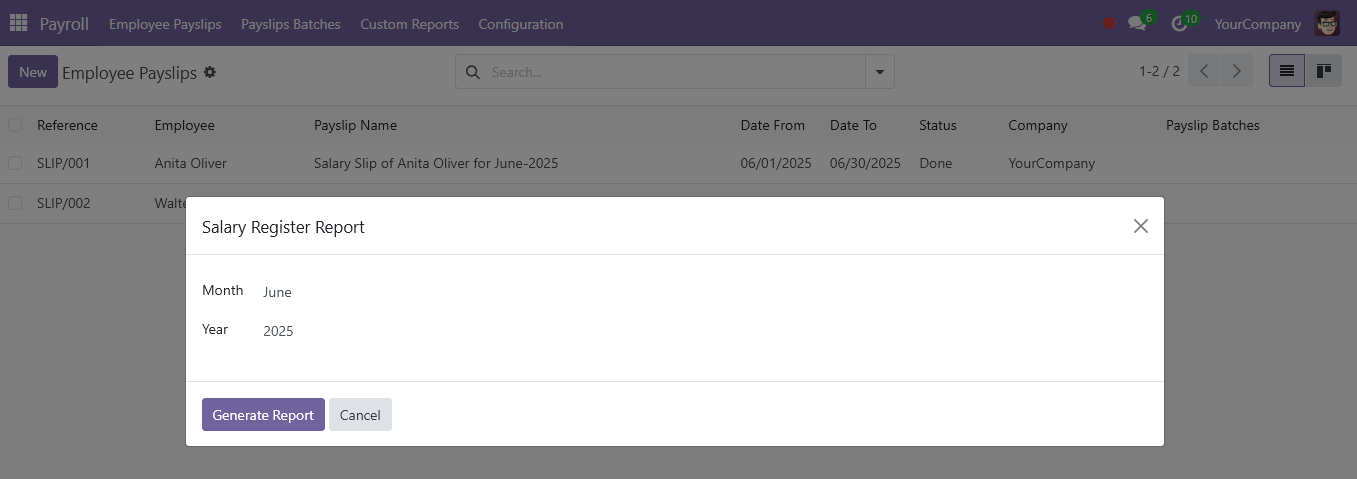 Payroll Employee Payslips Payslips Batches Custom Reports Configuration 6 10 YourCompany
New Employee Payslips Search... 1-2 / 2
Reference Employee Payslip Name Date From Date To Status Company Payslip Batches
SLIP/001 Anita Oliver Salary Slip of Anita Oliver for June-2025 06/01/2025 06/30/2025 Done YourCompany
SLIP/002
Salary Register Report
Month June
Year 2025
Generate Report Cancel